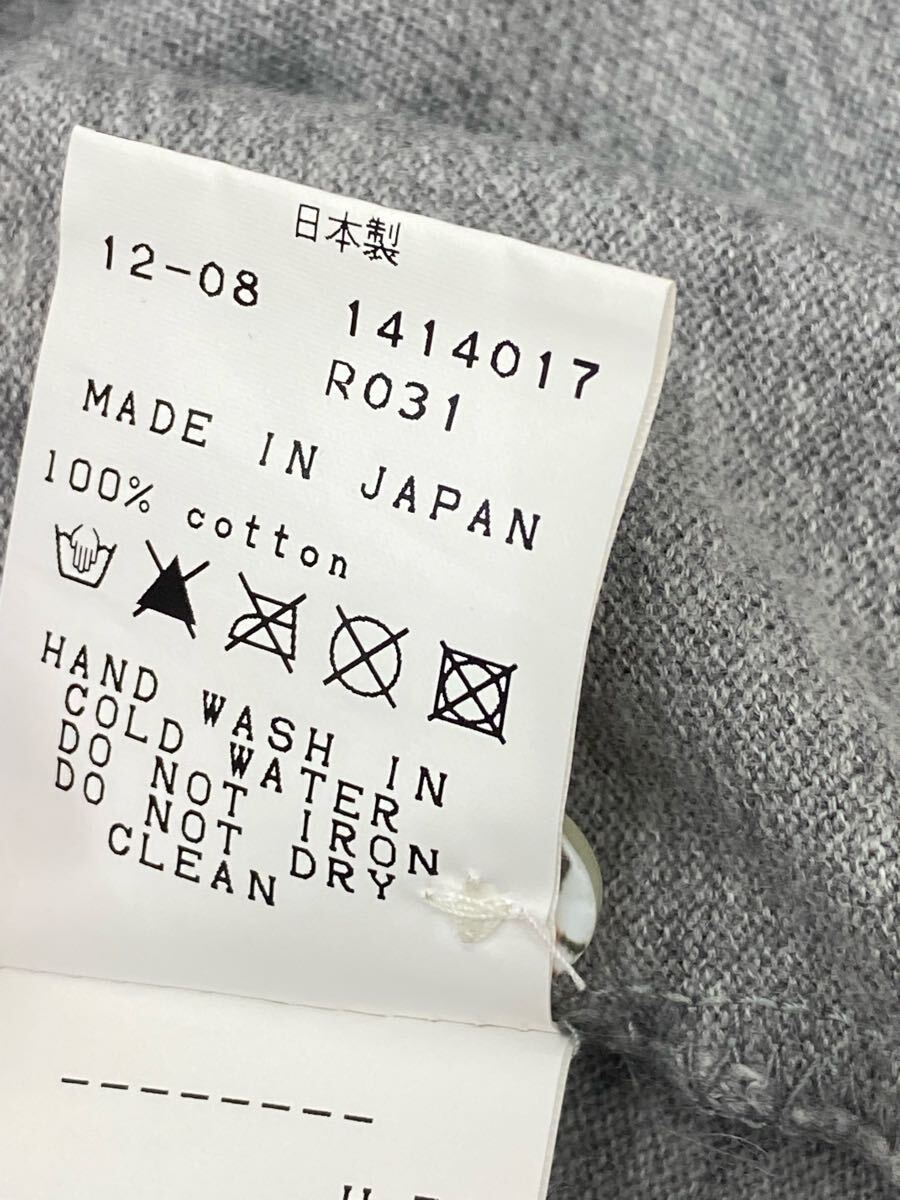 日本製
12-08 1414017
R031
MADE IN JAPAN
100% cotton
HAND WASH IN
COLD WATER
DO NOT IRON
DO NOT DRY
CLEAN
--------